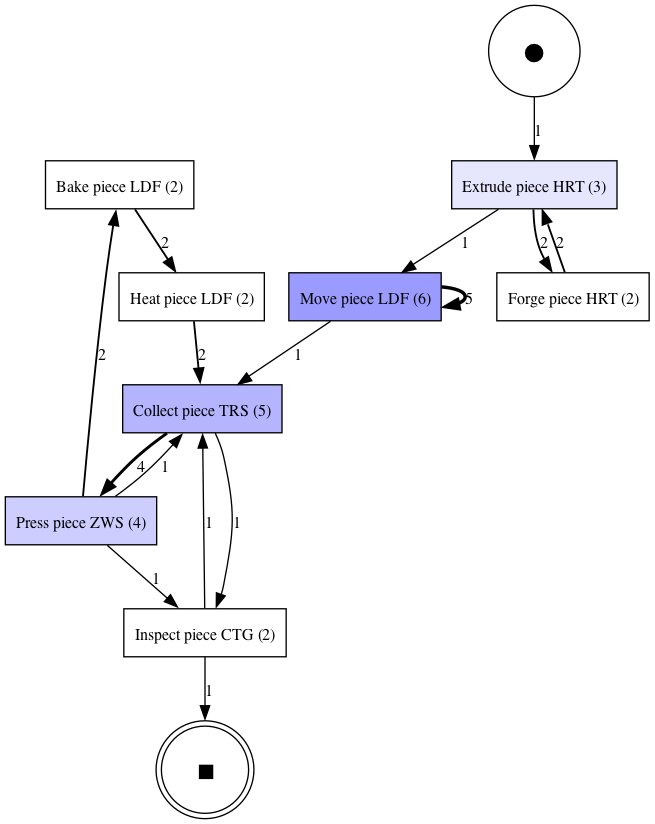 1
Bake piece LDF (2)
Extrude piece HRT (3)
2
1
2
2
Heat piece LDF (2)
Move piece LDF (6)
5
Forge piece HRT (2)
2
2
1
Collect piece TRS (5)
4
1
Press piece ZWS (4)
1
1
1
Inspect piece CTG (2)
1